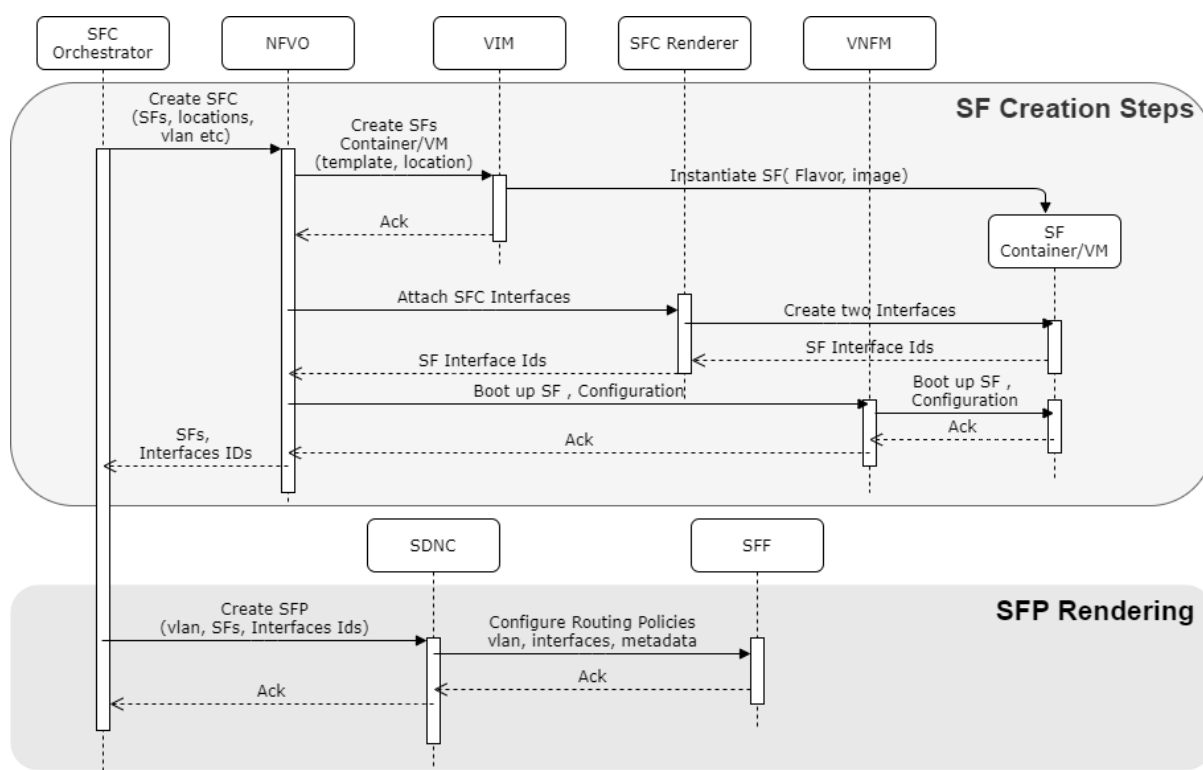 SFC
Orchestrator
NFVO
VIM
SFC Renderer
VNFM
SF Creation Steps
Create SFC
(SFs, locations,
vlan etc)
Create SFs
Container/VM
(template, location)
Instantiate SF( Flavor, image)
Ack
SF
Container/VM
Attach SFC Interfaces
Create two Interfaces
SF Interface Ids
SF Interface Ids
Boot up SF , Configuration
Boot up SF ,
Configuration
Ack
Ack
SFs,
Interfaces IDs
SDNC
SFF
SFP Rendering
Create SFP
(vlan, SFs, Interfaces Ids)
Configure Routing Policies
vlan, interfaces, metadata
Ack
Ack